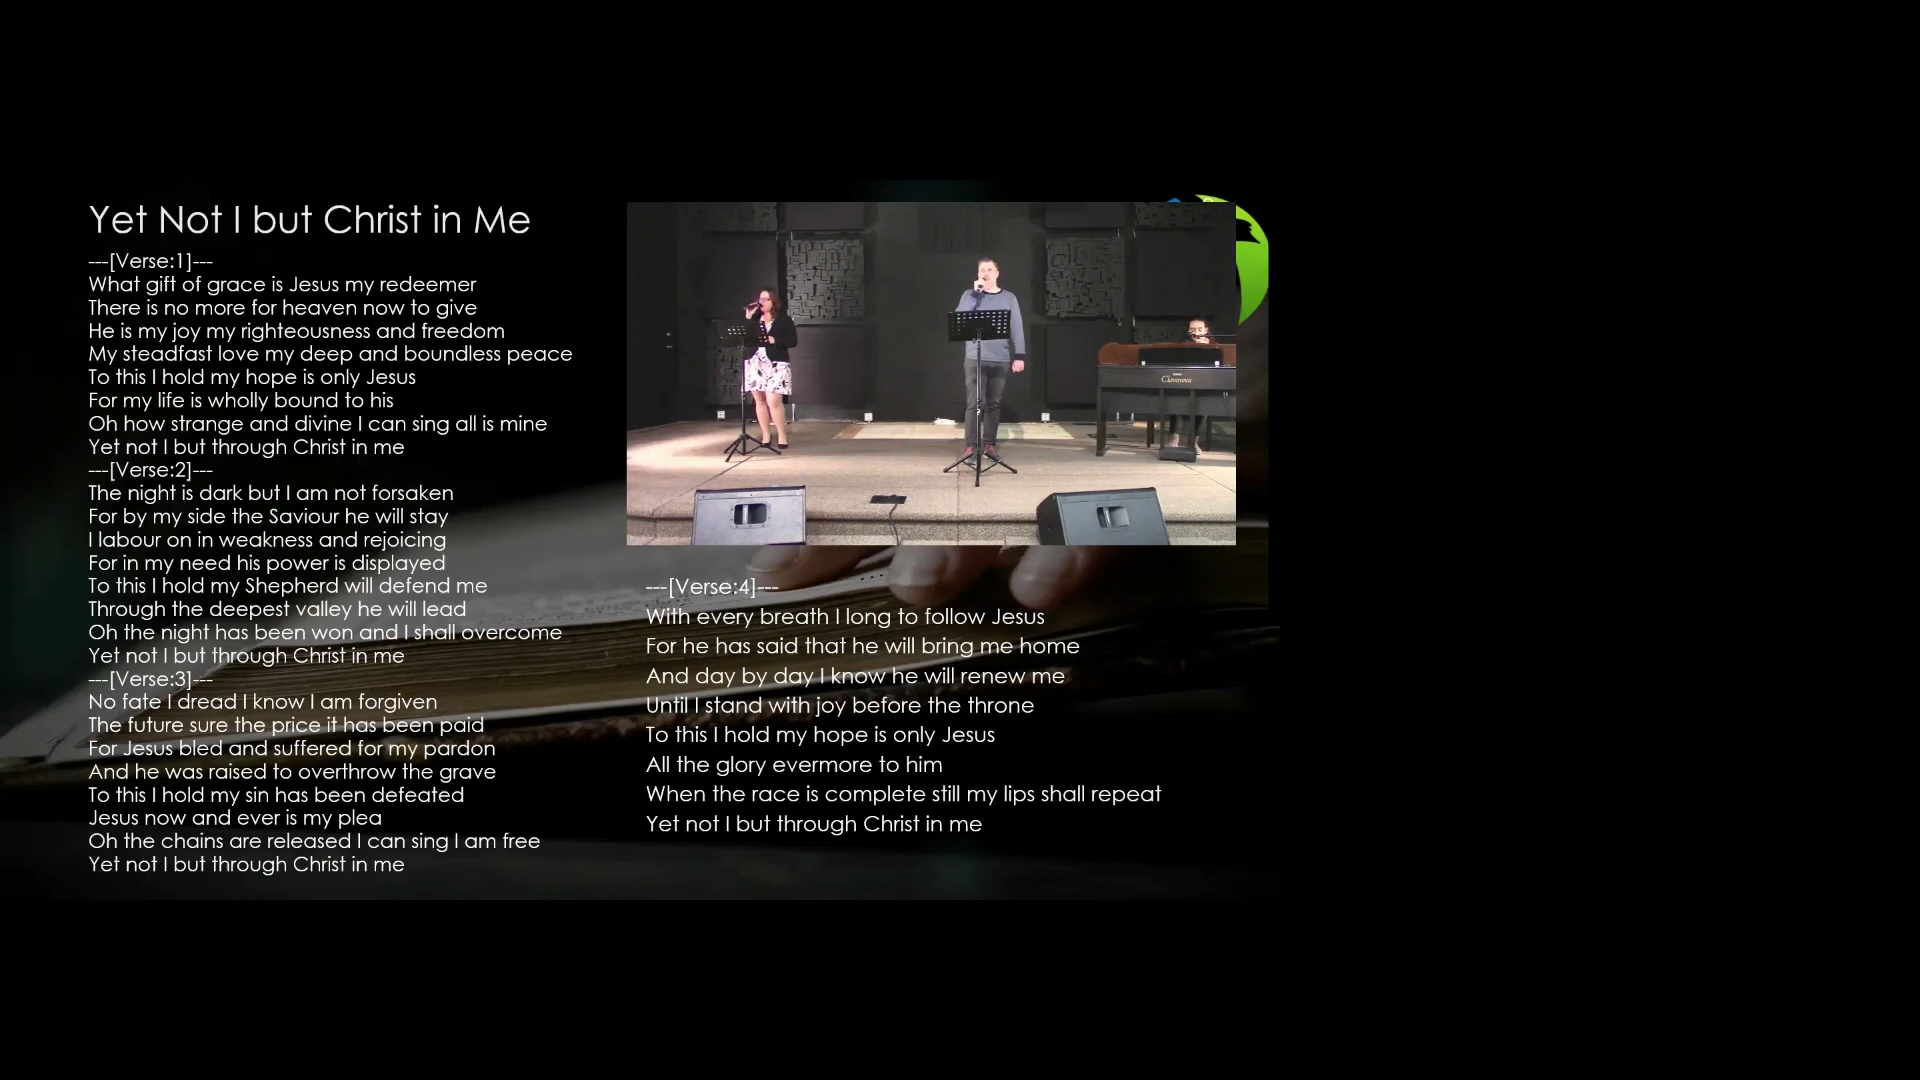 Yet Not I but Christ in Me
---[Verse:1]---
What gift of grace is Jesus my redeemer
There is no more for heaven now to give
He is my joy my righteousness and freedom
My steadfast love my deep and boundless peace
To this I hold my hope is only Jesus
For my life is wholly bound to his
Oh how strange and divine I can sing all is mine
Yet not I but through Christ in me
---[Verse:2]---
The night is dark but I am not forsaken
For by my side the Saviour he will stay
I labour on in weakness and rejoicing
For in my need his power is displayed
To this I hold my Shepherd will defend me
Through the deepest valley he will lead
Oh the night has been won and I shall overcome
Yet not I but through Christ in me
---[Verse:3]---
No fate I dread I know I am forgiven
The future sure the price it has been paid
For Jesus bled and suffered for my pardon
And he was raised to overthrow the grave
To this I hold my sin has been defeated
Jesus now and ever is my plea
Oh the chains are released I can sing I am free
Yet not I but through Christ in me
Clavinova
---[Verse:4]---
With every breath I long to follow Jesus
For he has said that he will bring me home
And day by day I know he will renew me
Until I stand with joy before the throne
To this I hold my hope is only Jesus
All the glory evermore to him
When the race is complete still my lips shall repeat
Yet not I but through Christ in me